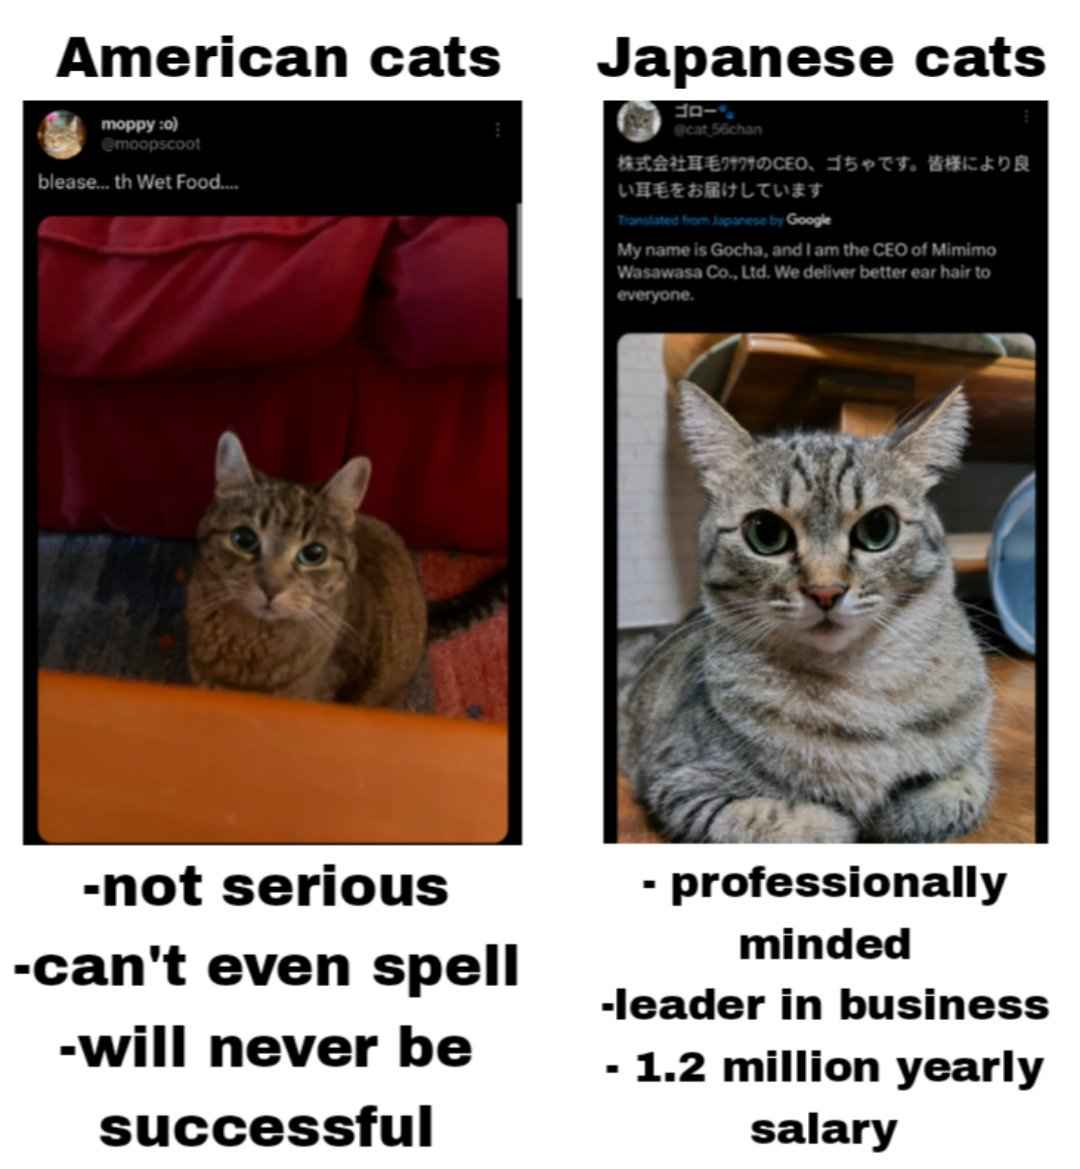 American cats
moppy :o)
@moopscoot
blease... th Wet Food....
-not serious
-can't even spell
-will never be
successful
Japanese cats
ゴロー🐾
@cat_56chan
株式会社耳毛ﾜｻﾜｻのCEO、ゴちゃです。皆様により良
い耳毛をお届けしています
Translated from Japanese by Google
My name is Gocha, and I am the CEO of Mimimo
Wasawasa Co., Ltd. We deliver better ear hair to
everyone.
- professionally
minded
-leader in business
- 1.2 million yearly
salary